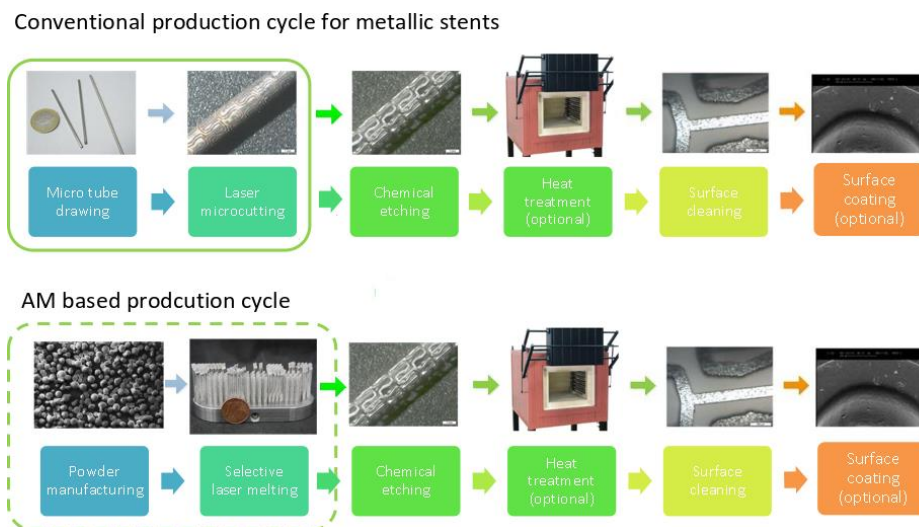 Conventional production cycle for metallic stents
Micro tube
drawing
Laser
microcutting
Chemical
etching
Heat
treatment
(optional)
Surface
cleaning
Surface
coating
(optional)
AM based prodcution cycle
Powder
manufacturing
Selective
laser melting
Chemical
etching
Heat
treatment
(optional)
Surface
cleaning
Surface
coating
(optional)